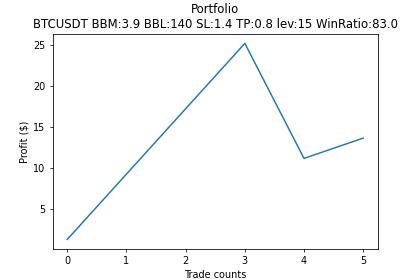 Portfolio
BTCUSDT BBM:3.9 BBL:140 SL:1.4 TP:0.8 lev:15 WinRatio:83.0
25
20
15
10
5
Profit ($)
0 1 2 3 4 5
Trade counts